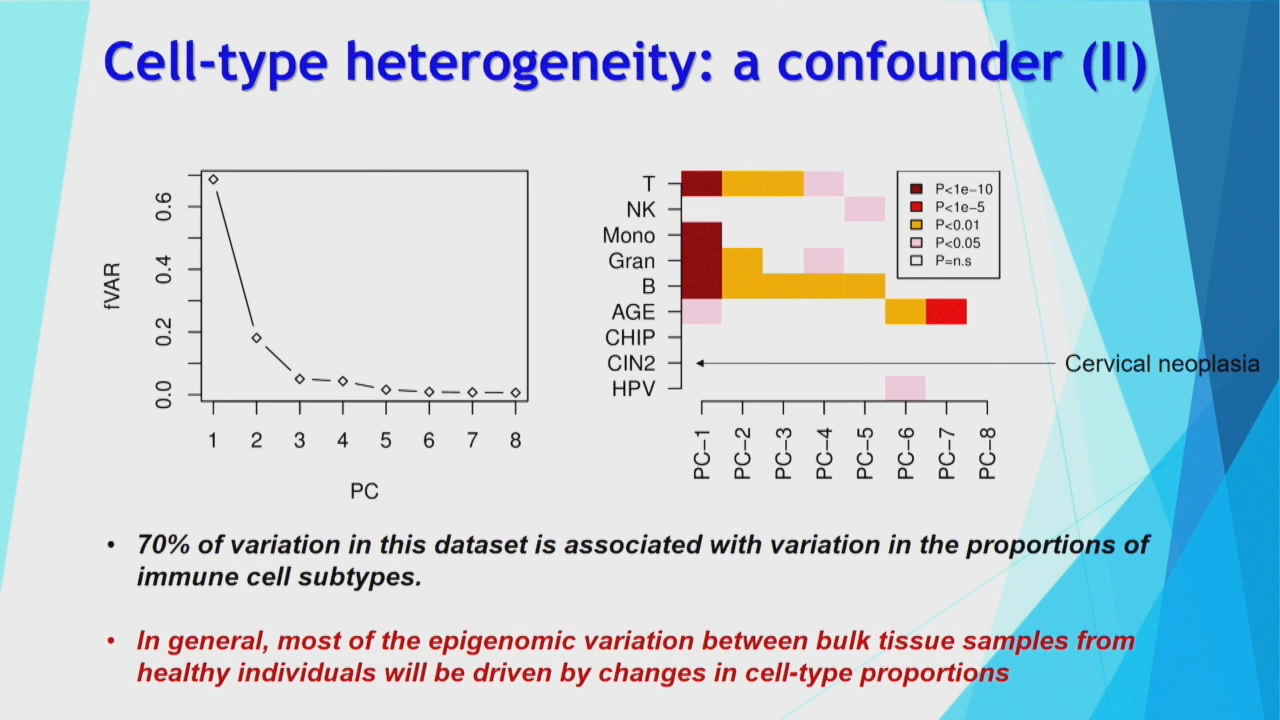 Cell-type heterogeneity: a confounder (II)
fVAR
0.6
0.4
0.2
0.0
1 2 3 4 5 6 7 8
PC
T
NK
Mono
Gran
B
AGE
CHIP
CIN2
HPV
PC-1 PC-2 PC-3 PC-4 PC-5 PC-6 PC-7 PC-8
P<1e-10
P<1e-5
P<0.01
P<0.05
P=n.s
Cervical neoplasia
• 70% of variation in this dataset is associated with variation in the proportions of
immune cell subtypes.
• In general, most of the epigenomic variation between bulk tissue samples from
healthy individuals will be driven by changes in cell-type proportions